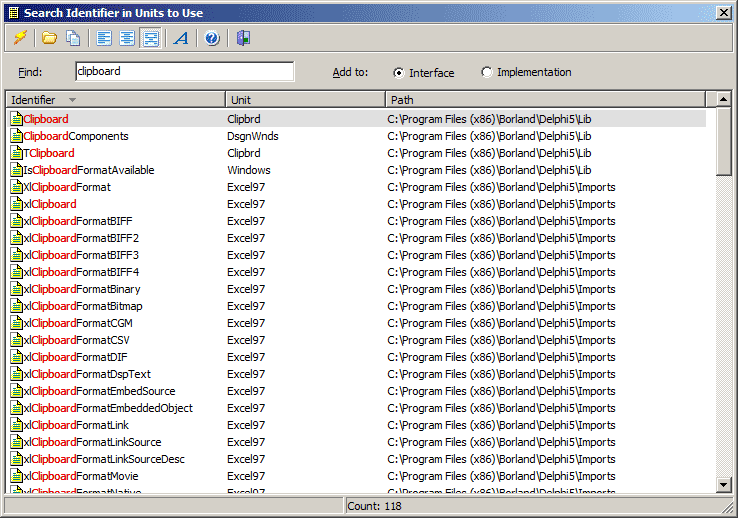 Search Identifier in Units to Use
Find: clipboard Add to: Interface Implementation
Identifier Unit Path
Clipboard Clipbrd C:\Program Files (x86)\Borland\Delphi5\Lib
ClipboardComponents DsgnWnds C:\Program Files (x86)\Borland\Delphi5\Lib
TClipboard Clipbrd C:\Program Files (x86)\Borland\Delphi5\Lib
IsClipboardFormatAvailable Windows C:\Program Files (x86)\Borland\Delphi5\Lib
XlClipboardFormat Excel97 C:\Program Files (x86)\Borland\Delphi5\Imports
xlClipboard Excel97 C:\Program Files (x86)\Borland\Delphi5\Imports
xlClipboardFormatBIFF Excel97 C:\Program Files (x86)\Borland\Delphi5\Imports
xlClipboardFormatBIFF2 Excel97 C:\Program Files (x86)\Borland\Delphi5\Imports
xlClipboardFormatBIFF3 Excel97 C:\Program Files (x86)\Borland\Delphi5\Imports
xlClipboardFormatBIFF4 Excel97 C:\Program Files (x86)\Borland\Delphi5\Imports
xlClipboardFormatBinary Excel97 C:\Program Files (x86)\Borland\Delphi5\Imports
xlClipboardFormatBitmap Excel97 C:\Program Files (x86)\Borland\Delphi5\Imports
xlClipboardFormatCGM Excel97 C:\Program Files (x86)\Borland\Delphi5\Imports
xlClipboardFormatCSV Excel97 C:\Program Files (x86)\Borland\Delphi5\Imports
xlClipboardFormatDIF Excel97 C:\Program Files (x86)\Borland\Delphi5\Imports
xlClipboardFormatDspText Excel97 C:\Program Files (x86)\Borland\Delphi5\Imports
xlClipboardFormatEmbedSource Excel97 C:\Program Files (x86)\Borland\Delphi5\Imports
xlClipboardFormatEmbeddedObject Excel97 C:\Program Files (x86)\Borland\Delphi5\Imports
xlClipboardFormatLink Excel97 C:\Program Files (x86)\Borland\Delphi5\Imports
xlClipboardFormatLinkSource Excel97 C:\Program Files (x86)\Borland\Delphi5\Imports
xlClipboardFormatLinkSourceDesc Excel97 C:\Program Files (x86)\Borland\Delphi5\Imports
xlClipboardFormatMovie Excel97 C:\Program Files (x86)\Borland\Delphi5\Imports
xlClipboardFormatNative Excel97 C:\Program Files (x86)\Borland\Delphi5\Imports
Count: 118